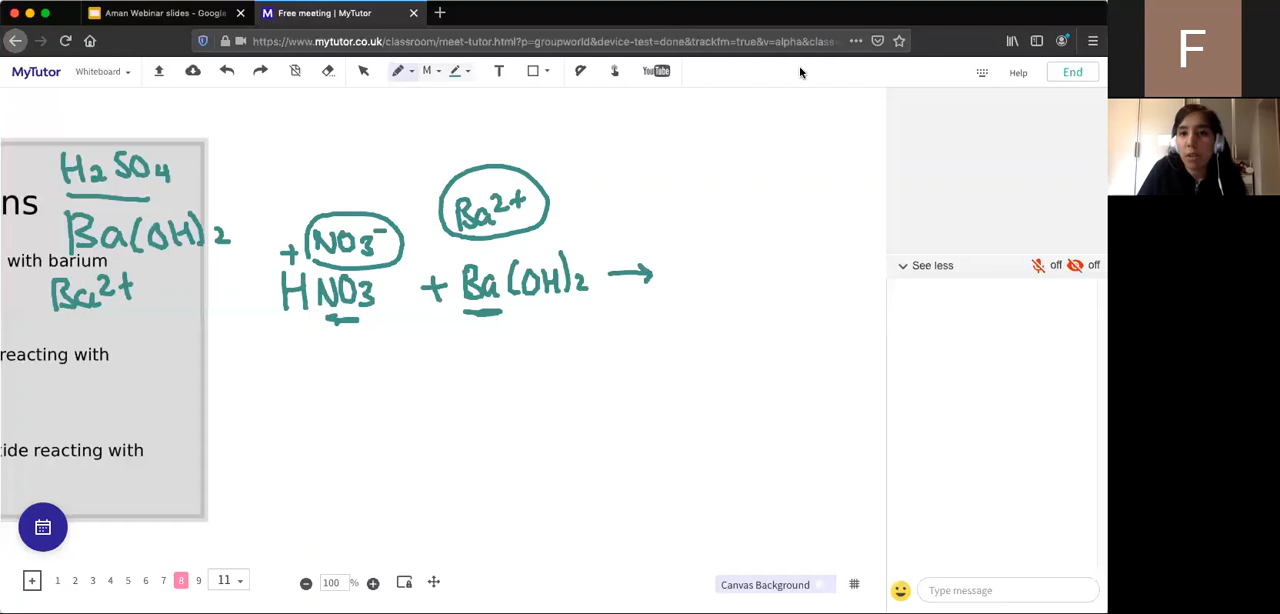 Aman Webinar slides - Google
Free meeting | MyTutor
https://www.mytutor.co.uk/classroom/meet-tutor.html?p=groupworld&device-test=done&trackfm=true&v=alpha&class
MyTutor
Whiteboard
M
T
YouTube
Help
End
F
H2SO4
ns
Ba(OH)2
with barium
Ba2+
reacting with
tide reacting with
Ba2+
+ NO3-
HNO3 + Ba(OH)2 →
See less
off
off
+ 1 2 3 4 5 6 7 8 9 11
100 %
Canvas Background
Type message